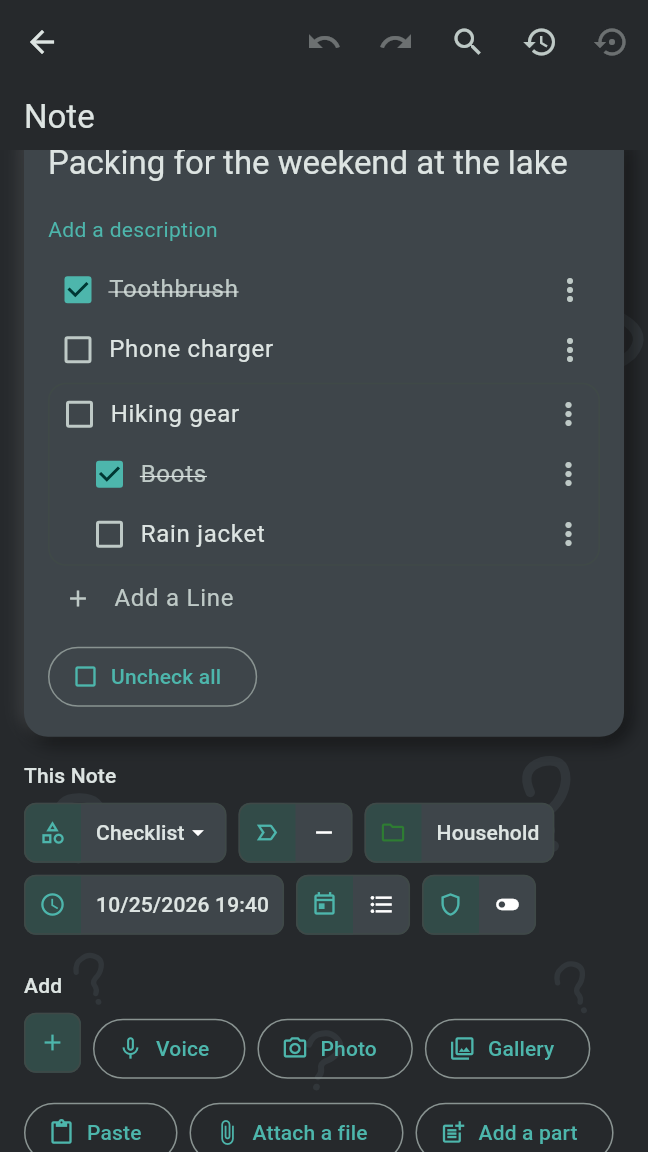 Note
Packing for the weekend at the lake
Add a description
Toothbrush
Phone charger
Hiking gear
Boots
Rain jacket
Add a Line
Uncheck all
This Note
Checklist
Household
10/25/2026 19:40
Add
Voice
Photo
Gallery
Paste
Attach a file
Add a part